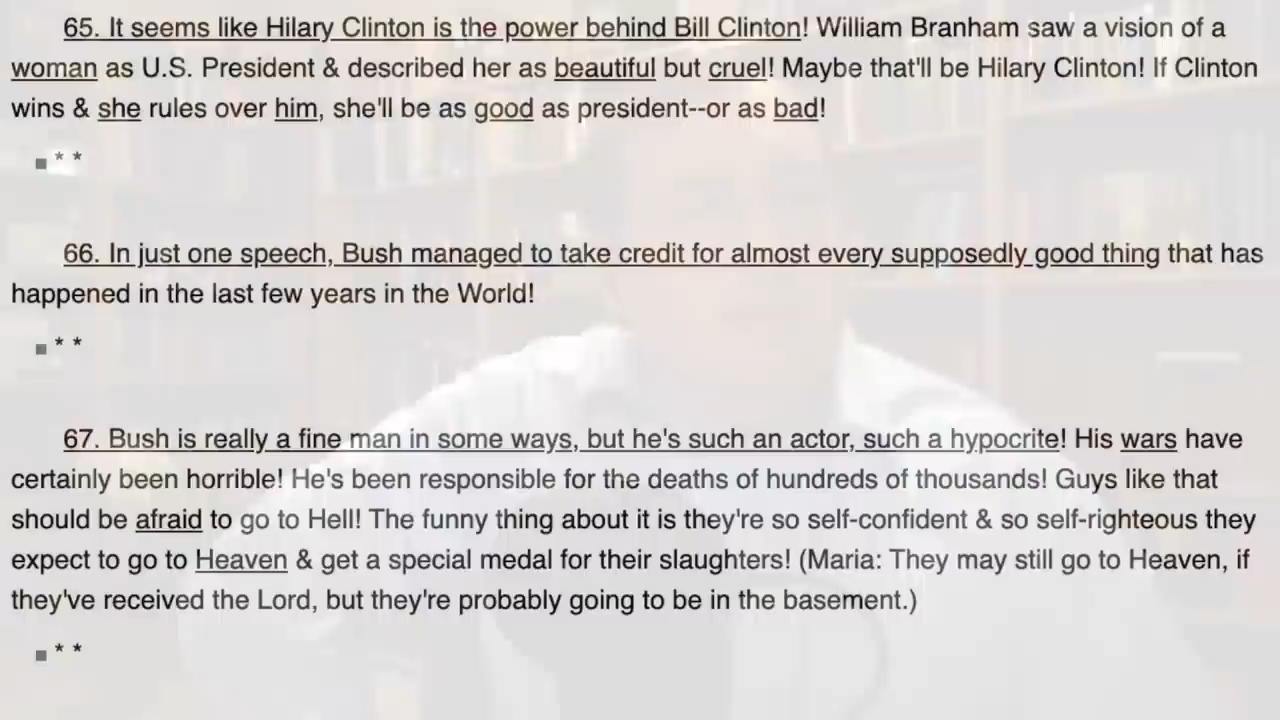 65. It seems like Hilary Clinton is the power behind Bill Clinton! William Branham saw a vision of a
woman as U.S. President & described her as beautiful but cruel! Maybe that'll be Hilary Clinton! If Clinton
wins & she rules over him, she'll be as good as president--or as bad!
▪* *
66. In just one speech, Bush managed to take credit for almost every supposedly good thing that has
happened in the last few years in the World!
▪* *
67. Bush is really a fine man in some ways, but he's such an actor, such a hypocrite! His wars have
certainly been horrible! He's been responsible for the deaths of hundreds of thousands! Guys like that
should be afraid to go to Hell! The funny thing about it is they're so self-confident & so self-righteous they
expect to go to Heaven & get a special medal for their slaughters! (Maria: They may still go to Heaven, if
they've received the Lord, but they're probably going to be in the basement.)
▪* *